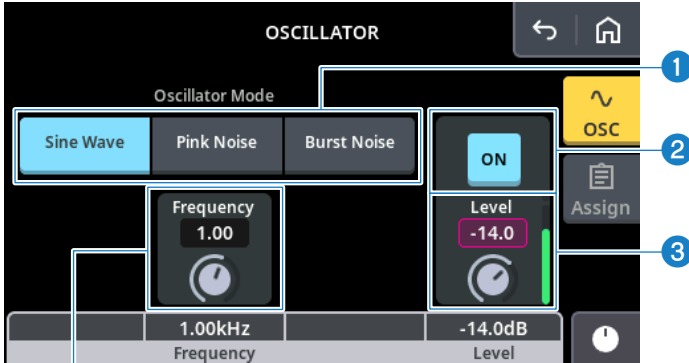 OSCILLATOR
1
Oscillator Mode
OSC
Sine Wave
Pink Noise
Burst Noise
ON
2
Assign
Frequency
1.00
Level
-14.0
3
1.00kHz
-14.0dB
Frequency
Level